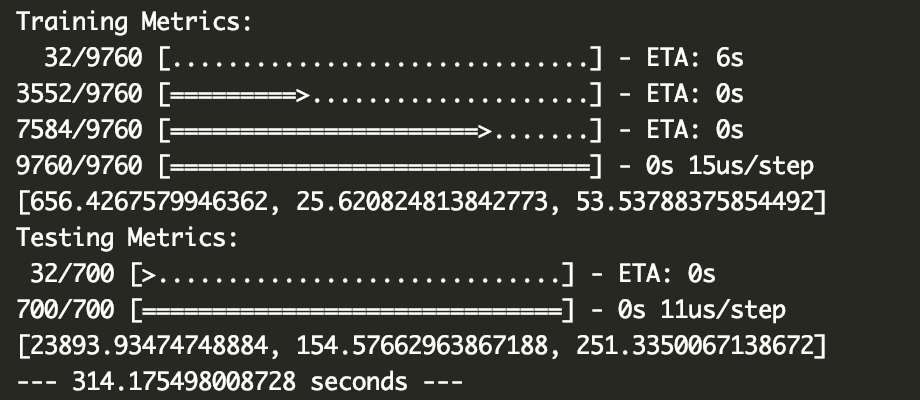 Training Metrics:
32/9760 [..............................] - ETA: 6s
3552/9760 [=========>....................] - ETA: 0s
7584/9760 [======================>.......] - ETA: 0s
9760/9760 [==============================] - 0s 15us/step
[656.4267579946362, 25.620824813842773, 53.53788375854492]
Testing Metrics:
32/700 [>.............................] - ETA: 0s
700/700 [==============================] - 0s 11us/step
[23893.93474748884, 154.57662963867188, 251.3350067138672]
--- 314.175498008728 seconds ---